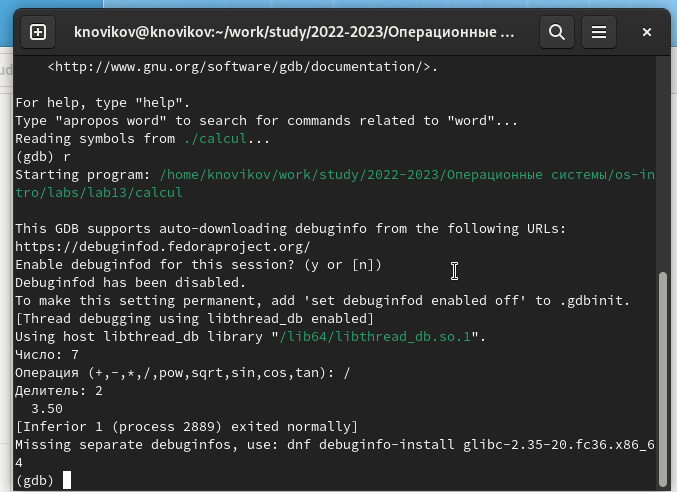 knovikov@knovikov:~/work/study/2022-2023/Операционные ...
<http://www.gnu.org/software/gdb/documentation/>.
For help, type "help".
Type "apropos word" to search for commands related to "word"...
Reading symbols from ./calcul...
(gdb) r
Starting program: /home/knovikov/work/study/2022-2023/Операционные системы/os-in
tro/labs/lab13/calcul
This GDB supports auto-downloading debuginfo from the following URLs:
https://debuginfod.fedoraproject.org/
Enable debuginfod for this session? (y or [n])
Debuginfod has been disabled.
To make this setting permanent, add 'set debuginfod enabled off' to .gdbinit.
[Thread debugging using libthread_db enabled]
Using host libthread_db library "/lib64/libthread_db.so.1".
Число: 7
Операция (+,-,*,/,pow,sqrt,sin,cos,tan): /
Делитель: 2
3.50
[Inferior 1 (process 2889) exited normally]
Missing separate debuginfos, use: dnf debuginfo-install glibc-2.35-20.fc36.x86_6
4
(gdb)